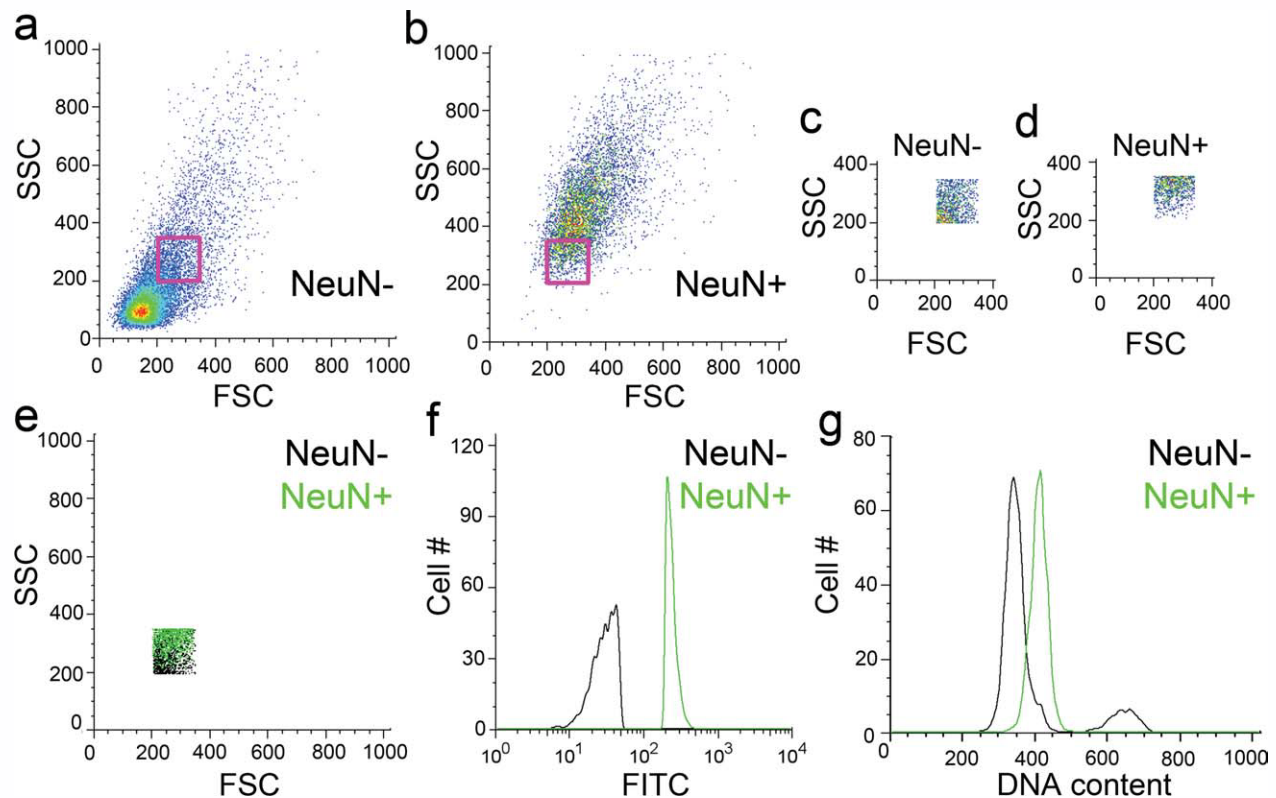 a
1000
800
600
400
200
0
SSC
NeuN-
0 200 400 600 800 1000
FSC
b
1000
800
600
400
200
0
SSC
NeuN+
0 200 400 600 800 1000
FSC
c
NeuN-
400
200
0
SSC
0 200 400
FSC
d
NeuN+
400
200
0
SSC
0 200 400
FSC
e
1000
800
600
400
200
0
SSC
NeuN-
NeuN+
0 200 400 600 800 1000
FSC
f
120
90
60
30
0
Cell #
NeuN-
NeuN+
10⁰ 10¹ 10² 10³ 10⁴
FITC
g
80
60
40
20
0
Cell #
NeuN-
NeuN+
0 200 400 600 800 1000
DNA content